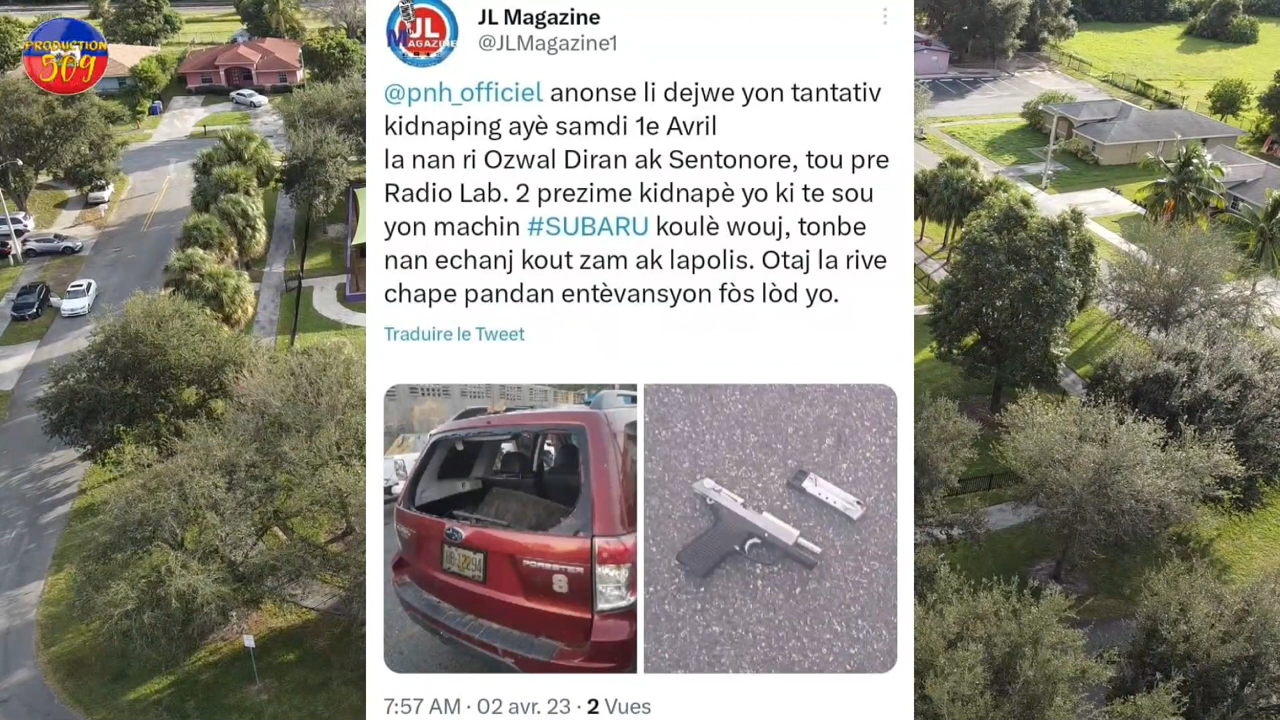 PRODUCTION
509
JL
MAGAZINE
JL Magazine
@JLMagazine1
@pnh_officiel anonse li dejwe yon tantativ
kidnaping ayè samdi 1e Avril
la nan ri Ozwal Diran ak Sentonore, tou pre
Radio Lab. 2 prezime kidnapè yo ki te sou
yon machin #SUBARU koulè wouj, tonbe
nan echanj kout zam ak lapolis. Otaj la rive
chape pandan entèvansyon fòs lòd yo.
Traduire le Tweet
FORESTER
8
7:57 AM · 02 avr. 23 · 2 Vues